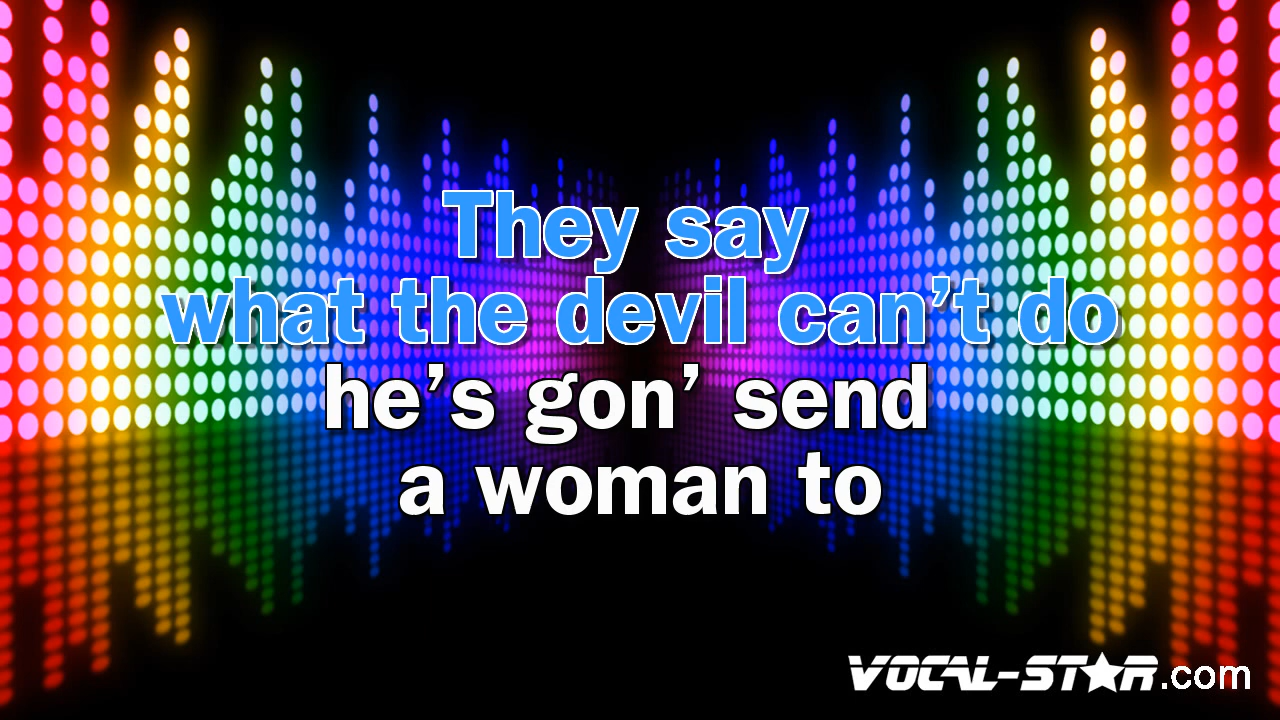 They say
what the devil can’t do
he’s gon’ send
a woman to
VOCAL-STAR.com